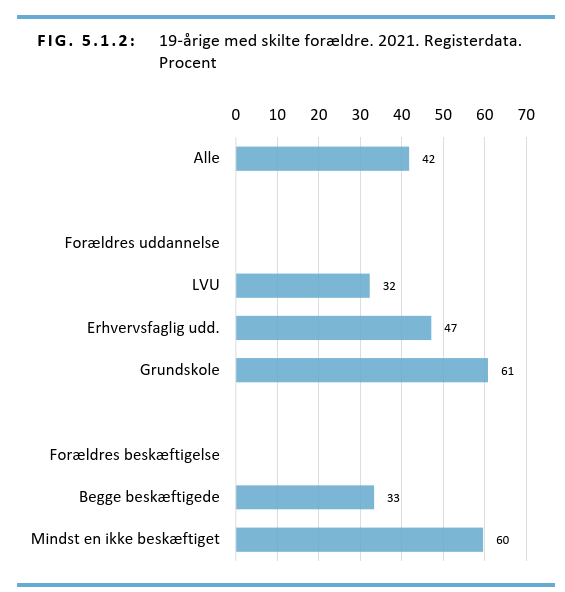 FIG. 5.1.2: 19-årige med skilte forældre. 2021. Registerdata.
Procent
0 10 20 30 40 50 60 70
Alle 42
Forældres uddannelse
LVU 32
Erhvervsfaglig udd. 47
Grundskole 61
Forældres beskæftigelse
Begge beskæftigede 33
Mindst en ikke beskæftiget 60